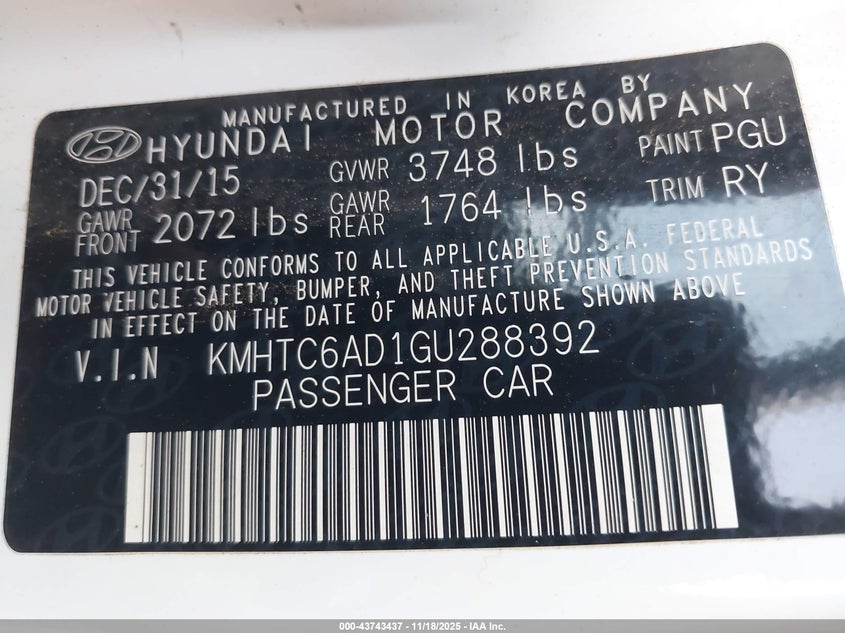 MANUFACTURED IN KOREA BY
HYUNDAI MOTOR COMPANY
DEC/31/15 GVWR 3748 lbs PAINT PGU
GAWR FRONT 2072 lbs GAWR REAR 1764 lbs TRIM RY
THIS VEHICLE CONFORMS TO ALL APPLICABLE U.S.A. FEDERAL
MOTOR VEHICLE SAFETY, BUMPER, AND THEFT PREVENTION STANDARDS
IN EFFECT ON THE DATE OF MANUFACTURE SHOWN ABOVE
V.I.N KMHTC6AD1GU288392
PASSENGER CAR
000-43743437 - 11/18/2025 - IAA Inc.